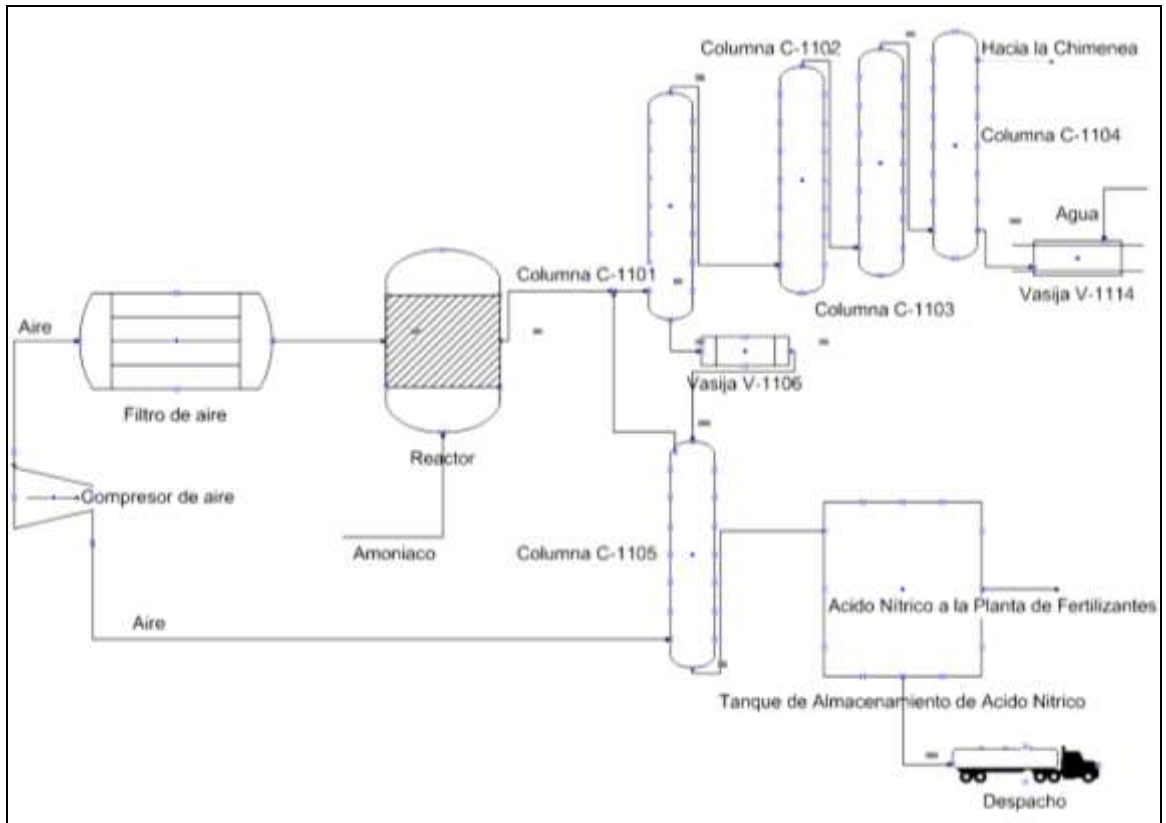 Columna C-1102
Hacia la Chimenea
Columna C-1104
Agua
Columna C-1101
Vasija V-1114
Columna C-1103
Aire
Vasija V-1106
Filtro de aire
Reactor
Compresor de aire
Amoniaco
Columna C-1105
Acido Nítrico a la Planta de Fertilizantes
Aire
Tanque de Almacenamiento de Acido Nitrico
Despacho